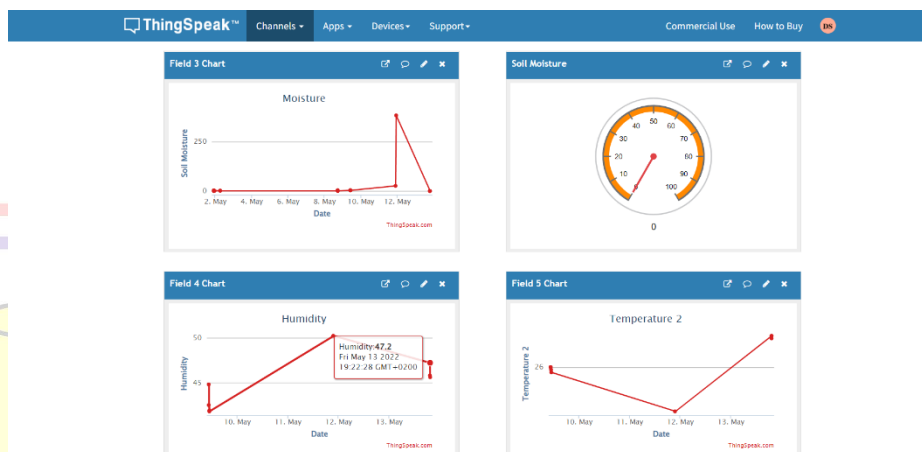 ThingSpeak™ Channels Apps Devices Support Commercial Use How to Buy DS
Field 3 Chart
Moisture
Soil Moisture
250
0
2. May 4. May 6. May 8. May 10. May 12. May
Date
ThingSpeak.com
Soil Moisture
0 10 20 30 40 50 60 70 80 90 100
0
Field 4 Chart
Humidity
Humidity
50
45
Humidity:47.2
Fri May 13 2022
19:22:28 GMT+0200
10. May 11. May 12. May 13. May
Date
ThingSpeak.com
Field 5 Chart
Temperature 2
Temperature 2
26
10. May 11. May 12. May 13. May
Date
ThingSpeak.com